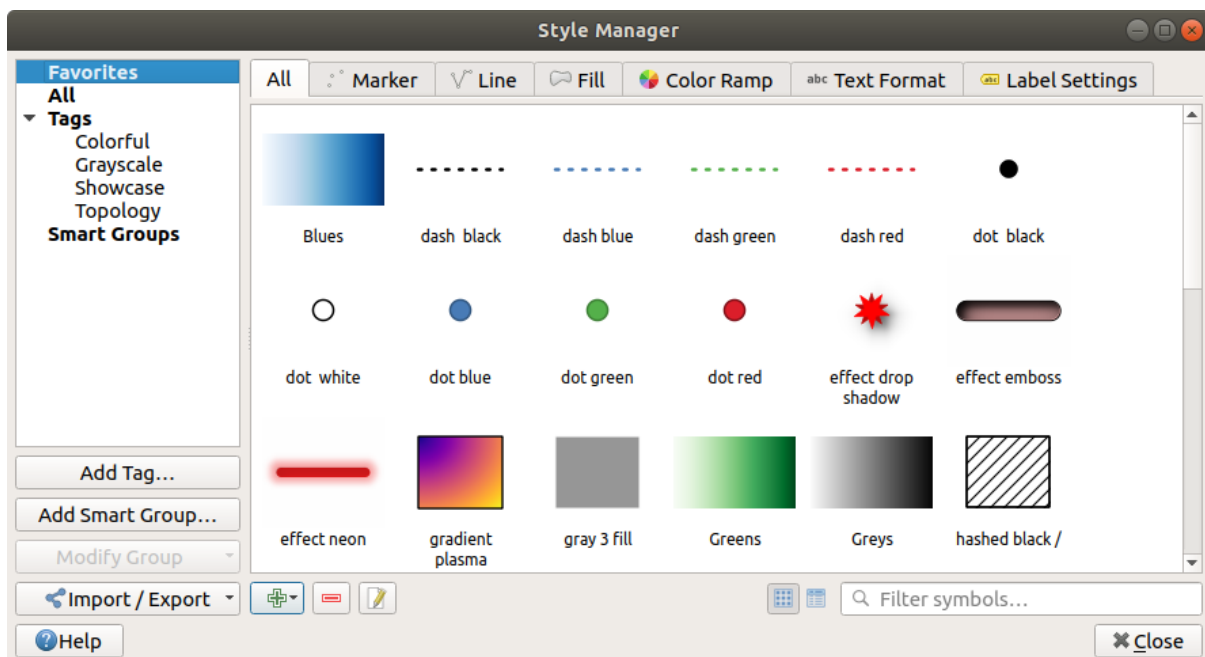 Style Manager
Favorites
All
Tags
Colorful
Grayscale
Showcase
Topology
Smart Groups
All
Marker
Line
Fill
Color Ramp
abc Text Format
abc Label Settings
Blues
dash  black
dash blue
dash green
dash red
dot  black
dot  white
dot blue
dot green
dot red
effect drop
shadow
effect emboss
effect neon
gradient
plasma
gray 3 fill
Greens
Greys
hashed black /
Add Tag...
Add Smart Group...
Modify Group
Import / Export
Filter symbols...
Help
Close